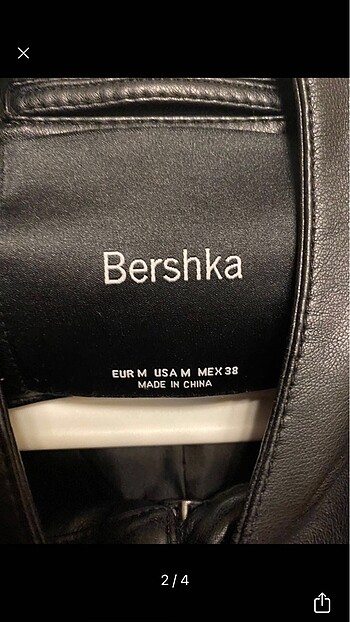 Bershka
EUR M USA M MEX 38
MADE IN CHINA
2/4